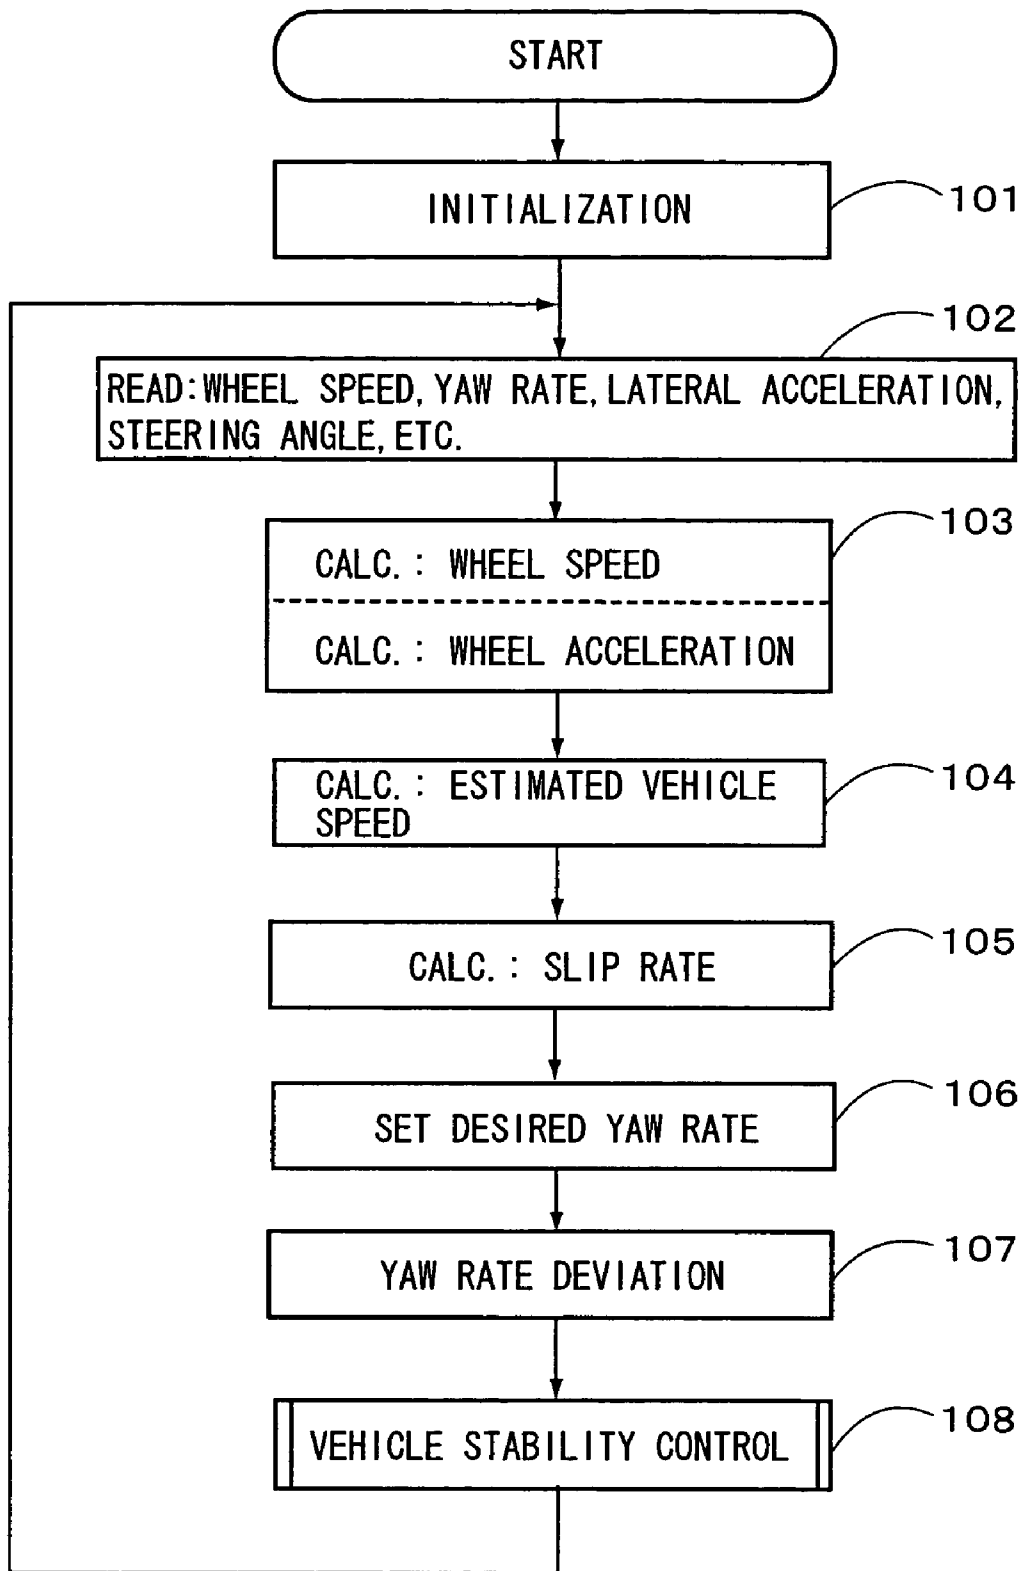 START
INITIALIZATION
101
102
READ:WHEEL SPEED, YAW RATE, LATERAL ACCELERATION,
STEERING ANGLE, ETC.
103
CALC.: WHEEL SPEED
CALC.: WHEEL ACCELERATION
104
CALC.: ESTIMATED VEHICLE
SPEED
105
CALC.: SLIP RATE
106
SET DESIRED YAW RATE
107
YAW RATE DEVIATION
108
VEHICLE STABILITY CONTROL